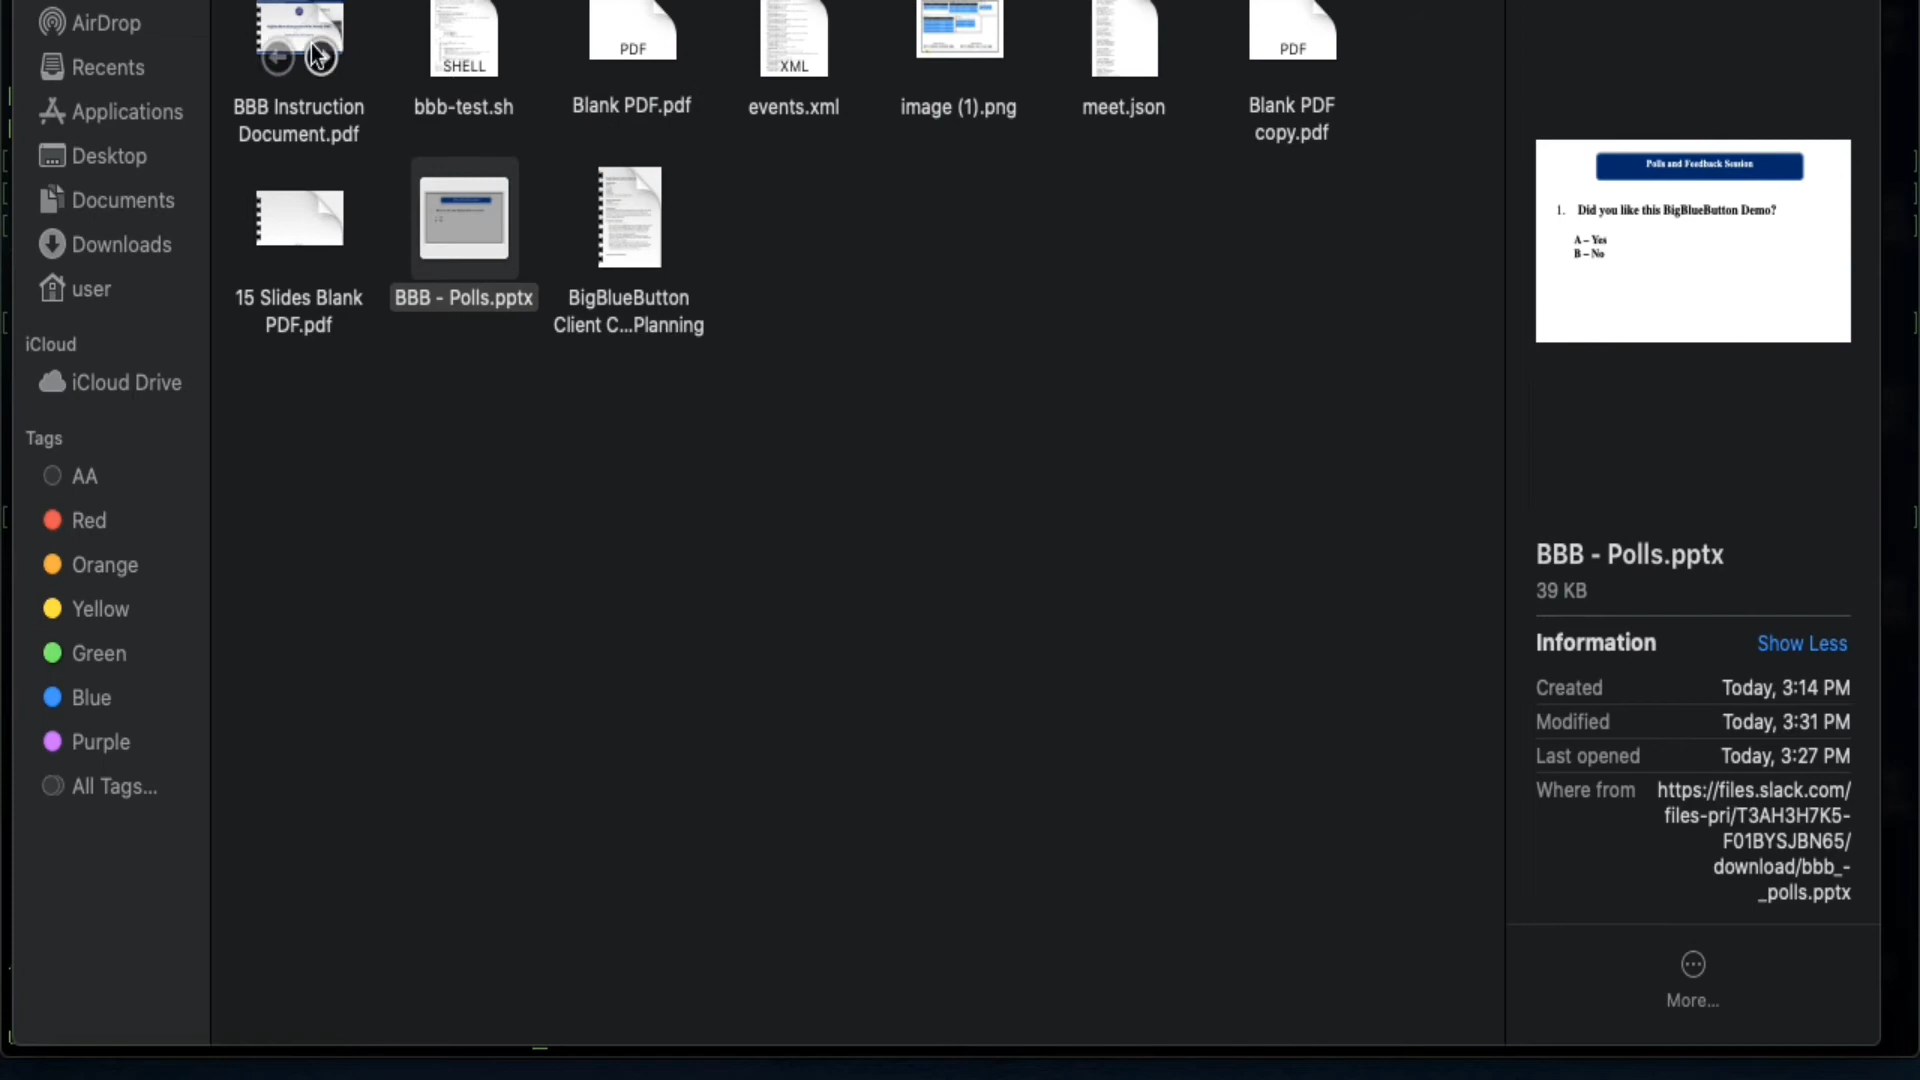 AirDrop
Recents
Applications
Desktop
Documents
Downloads
user
iCloud
iCloud Drive
Tags
AA
Red
Orange
Yellow
Green
Blue
Purple
All Tags...
SHELL
PDF
XML
PDF
BBB Instruction
Document.pdf
bbb-test.sh
Blank PDF.pdf
events.xml
image (1).png
meet.json
Blank PDF
copy.pdf
15 Slides Blank
PDF.pdf
BBB - Polls.pptx
BigBlueButton
Client C...Planning
Polls and Feedback Session
1. Did you like this BigBlueButton Demo?
A – Yes
B – No
BBB - Polls.pptx
39 KB
Information Show Less
Created Today, 3:14 PM
Modified Today, 3:31 PM
Last opened Today, 3:27 PM
Where from https://files.slack.com/
files-pri/T3AH3H7K5-
F01BYSJBN65/
download/bbb_-
_polls.pptx
More...